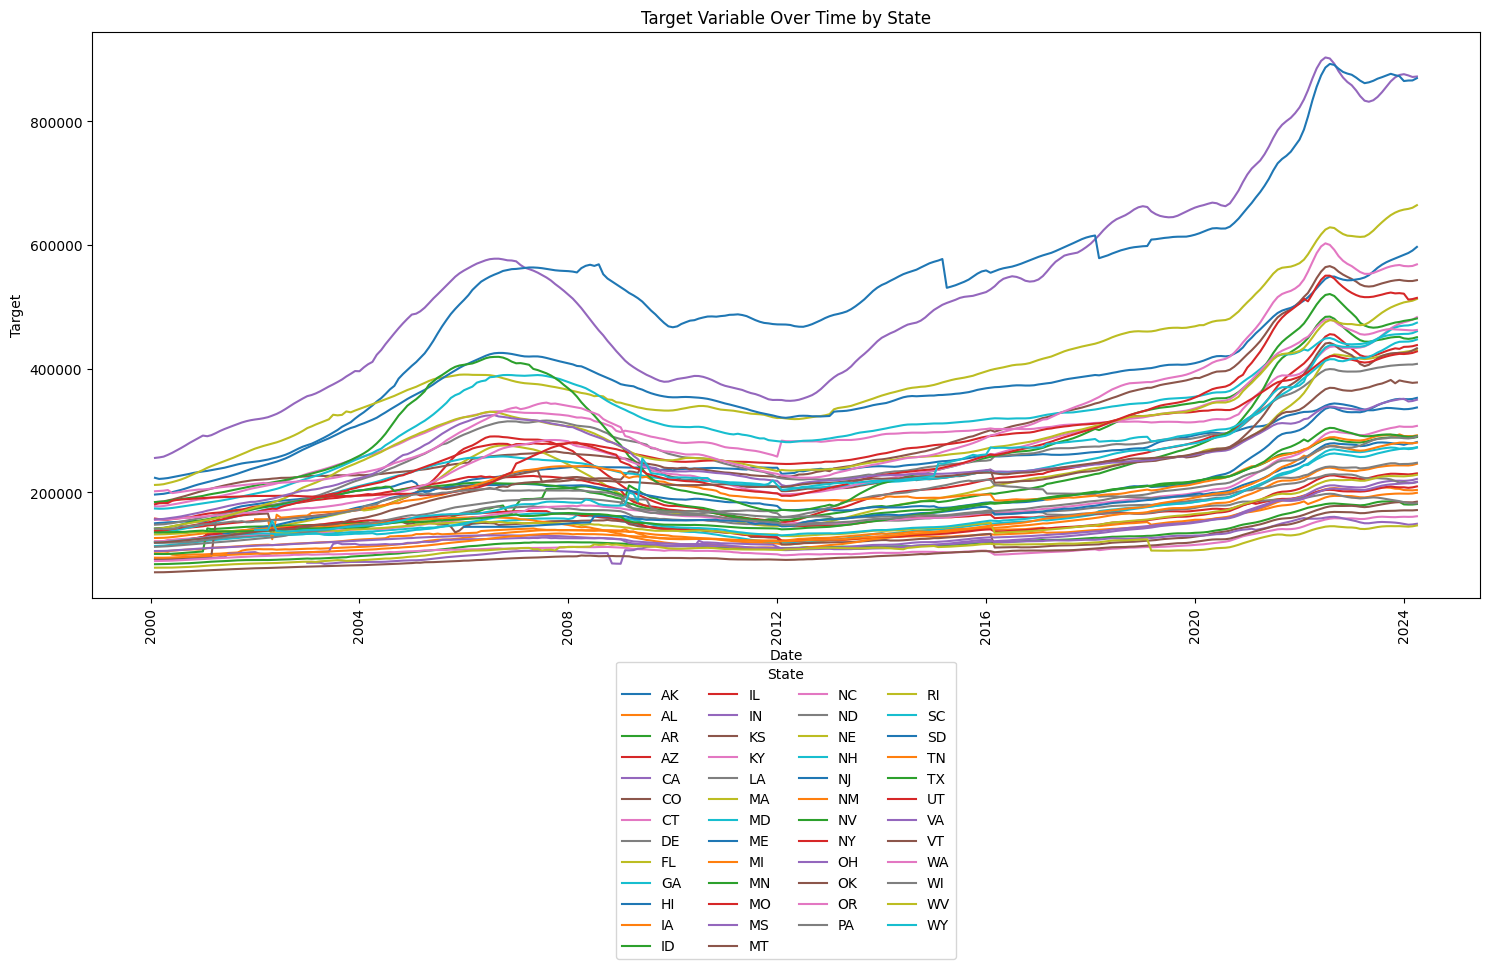 Target Variable Over Time by State
Target
800000
600000
400000
200000
2000 2004 2008 2012 2016 2020 2024
Date
State
AK IL NC RI
AL IN ND SC
AR KS NE SD
AZ KY NH TN
CA LA NJ TX
CO MA NM UT
CT MD NV VA
DE ME NY VT
FL MI OH WA
GA MN OK WI
HI MO OR WV
IA MS PA WY
ID MT